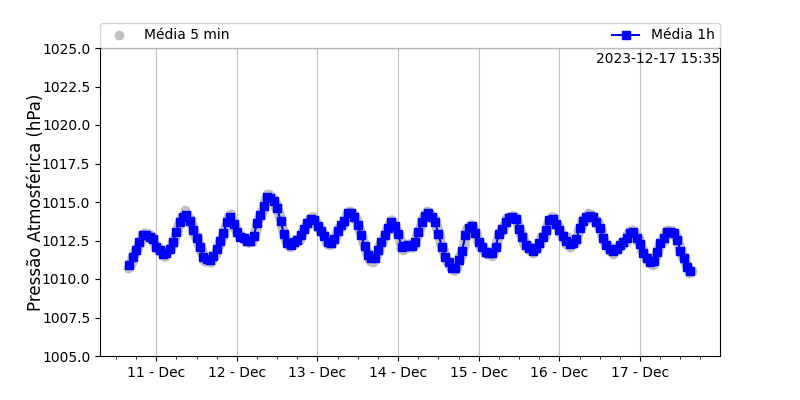 Média 5 min
Média 1h
2023-12-17 15:35
Pressão Atmosférica (hPa)
1025.0
1022.5
1020.0
1017.5
1015.0
1012.5
1010.0
1007.5
1005.0
11 - Dec
12 - Dec
13 - Dec
14 - Dec
15 - Dec
16 - Dec
17 - Dec